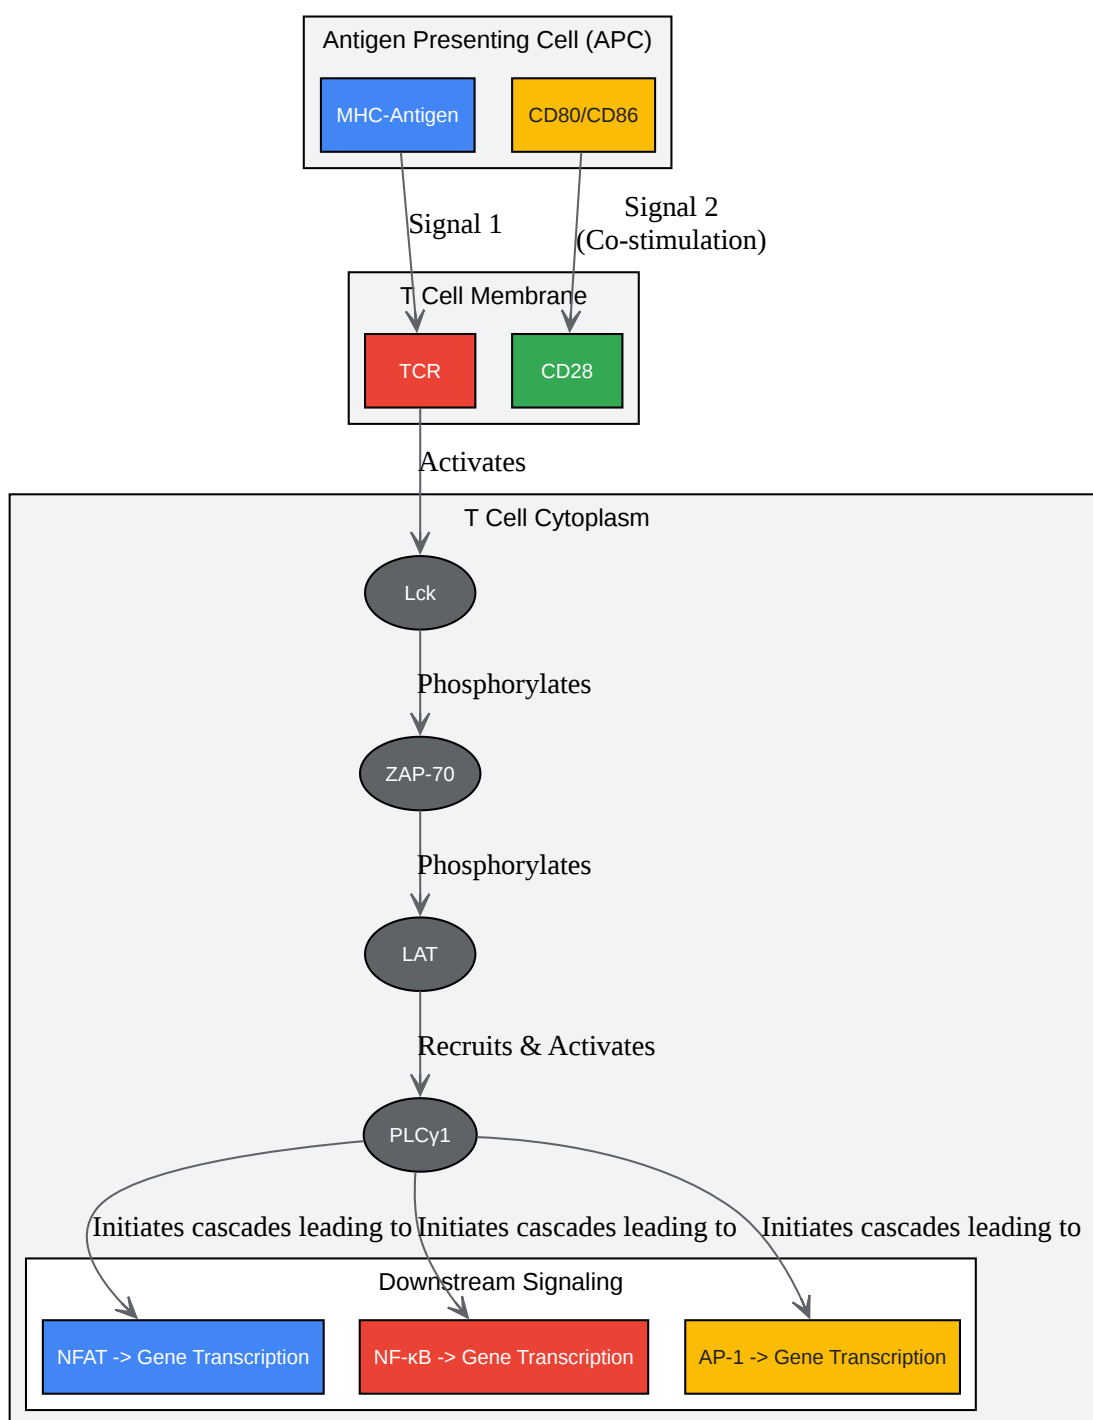 Antigen Presenting Cell (APC)
MHC-Antigen
CD80/CD86
Signal 1
Signal 2
(Co-stimulation)
T Cell Membrane
TCR
CD28
Activates
T Cell Cytoplasm
Lck
Phosphorylates
ZAP-70
Phosphorylates
LAT
Recruits & Activates
PLCγ1
Initiates cascades leading to
Initiates cascades leading to
Initiates cascades leading to
Downstream Signaling
NFAT -> Gene Transcription
NF-κB -> Gene Transcription
AP-1 -> Gene Transcription